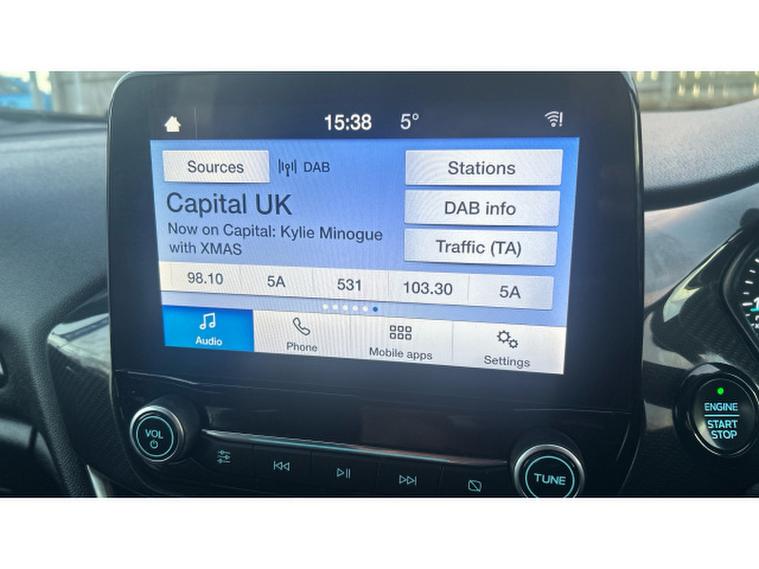 15:38 5°
Sources DAB Stations
Capital UK DAB info
Now on Capital: Kylie Minogue
with XMAS
Traffic (TA)
98.10 5A 531 103.30 5A
Audio Phone Mobile apps Settings
VOL
TUNE
ENGINE
START
STOP